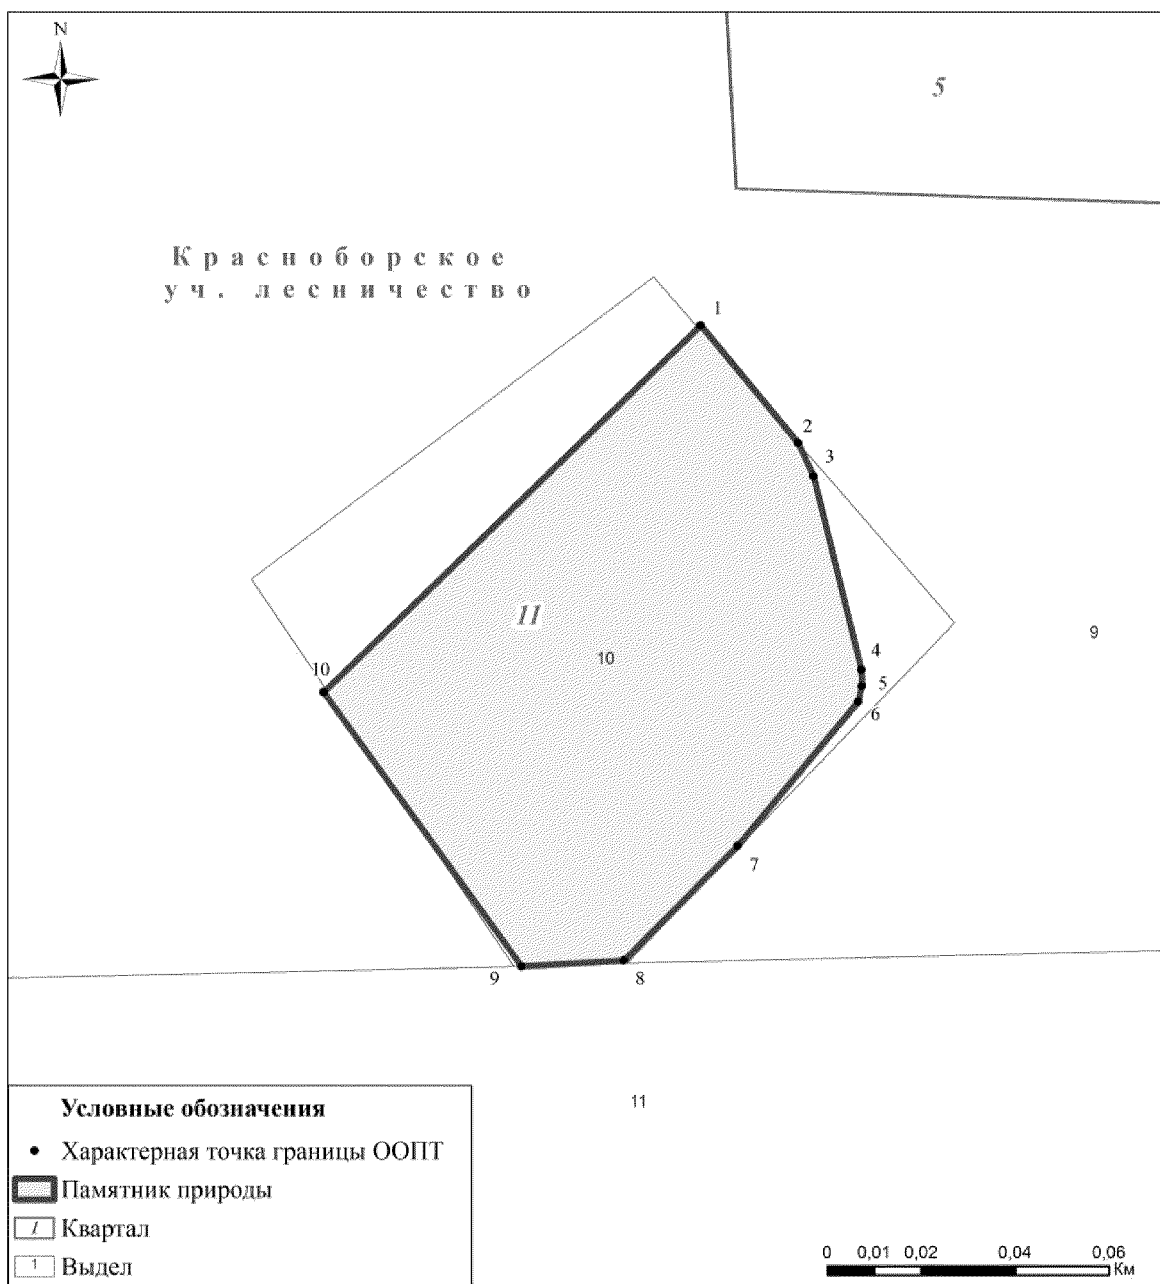 N
5
Красноборское
уч. лесничество
1
2
3
11
10
9
10
4
5
6
7
9
8
11
Условные обозначения
Характерная точка границы ООПТ
Памятник природы
1 Квартал
1 Выдел
0 0,01 0,02 0,04 0,06
Км